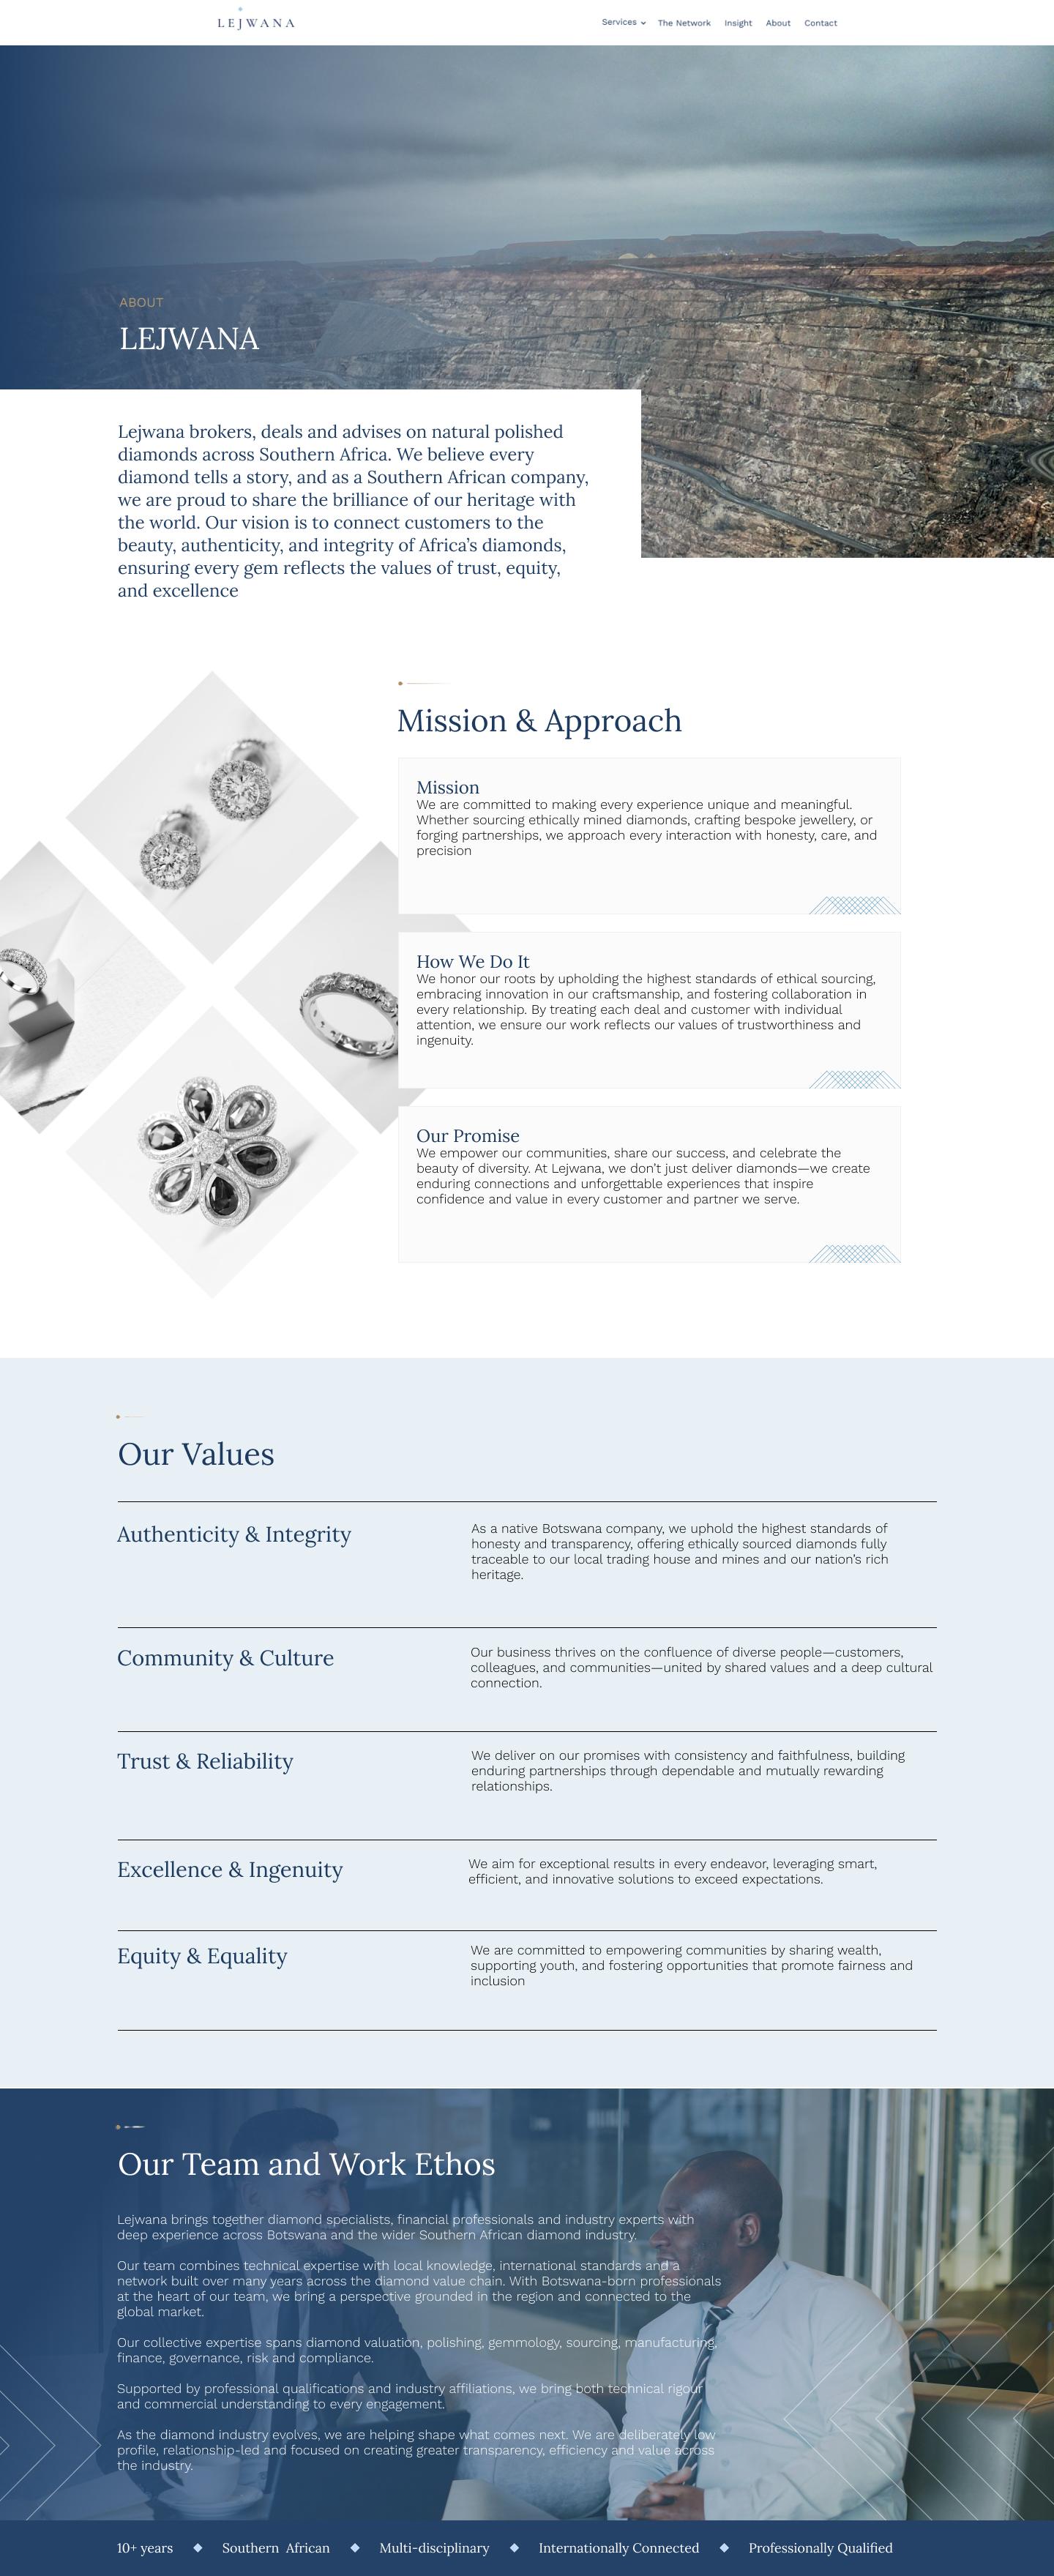 LEJWANA
Services
The Network
Insight
About
Contact
ABOUT
LEJWANA
Lejwana brokers, deals and advises on natural polished
diamonds across Southern Africa. We believe every
diamond tells a story, and as a Southern African company,
we are proud to share the brilliance of our heritage with
the world. Our vision is to connect customers to the
beauty, authenticity, and integrity of Africa’s diamonds,
ensuring every gem reflects the values of trust, equity,
and excellence
Mission & Approach
Mission
We are committed to making every experience unique and meaningful.
Whether sourcing ethically mined diamonds, crafting bespoke jewellery, or
forging partnerships, we approach every interaction with honesty, care, and
precision
How We Do It
We honor our roots by upholding the highest standards of ethical sourcing,
embracing innovation in our craftsmanship, and fostering collaboration in
every relationship. By treating each deal and customer with individual
attention, we ensure our work reflects our values of trustworthiness and
ingenuity.
Our Promise
We empower our communities, share our success, and celebrate the
beauty of diversity. At Lejwana, we don’t just deliver diamonds—we create
enduring connections and unforgettable experiences that inspire
confidence and value in every customer and partner we serve.
Our Values
Authenticity & Integrity
As a native Botswana company, we uphold the highest standards of
honesty and transparency, offering ethically sourced diamonds fully
traceable to our local trading house and mines and our nation’s rich
heritage.
Community & Culture
Our business thrives on the confluence of diverse people—customers,
colleagues, and communities—united by shared values and a deep cultural
connection.
Trust & Reliability
We deliver on our promises with consistency and faithfulness, building
enduring partnerships through dependable and mutually rewarding
relationships.
Excellence & Ingenuity
We aim for exceptional results in every endeavor, leveraging smart,
efficient, and innovative solutions to exceed expectations.
Equity & Equality
We are committed to empowering communities by sharing wealth,
supporting youth, and fostering opportunities that promote fairness and
inclusion
Our Team and Work Ethos
Lejwana brings together diamond specialists, financial professionals and industry experts with
deep experience across Botswana and the wider Southern African diamond industry.
Our team combines technical expertise with local knowledge, international standards and a
network built over many years across the diamond value chain. With Botswana-born professionals
at the heart of our team, we bring a perspective grounded in the region and connected to the
global market.
Our collective expertise spans diamond valuation, polishing, gemmology, sourcing, manufacturing,
finance, governance, risk and compliance.
Supported by professional qualifications and industry affiliations, we bring both technical rigour
and commercial understanding to every engagement.
As the diamond industry evolves, we are helping shape what comes next. We are deliberately low
profile, relationship-led and focused on creating greater transparency, efficiency and value across
the industry.
10+ years ◆ Southern African ◆ Multi-disciplinary ◆ Internationally Connected ◆ Professionally Qualified